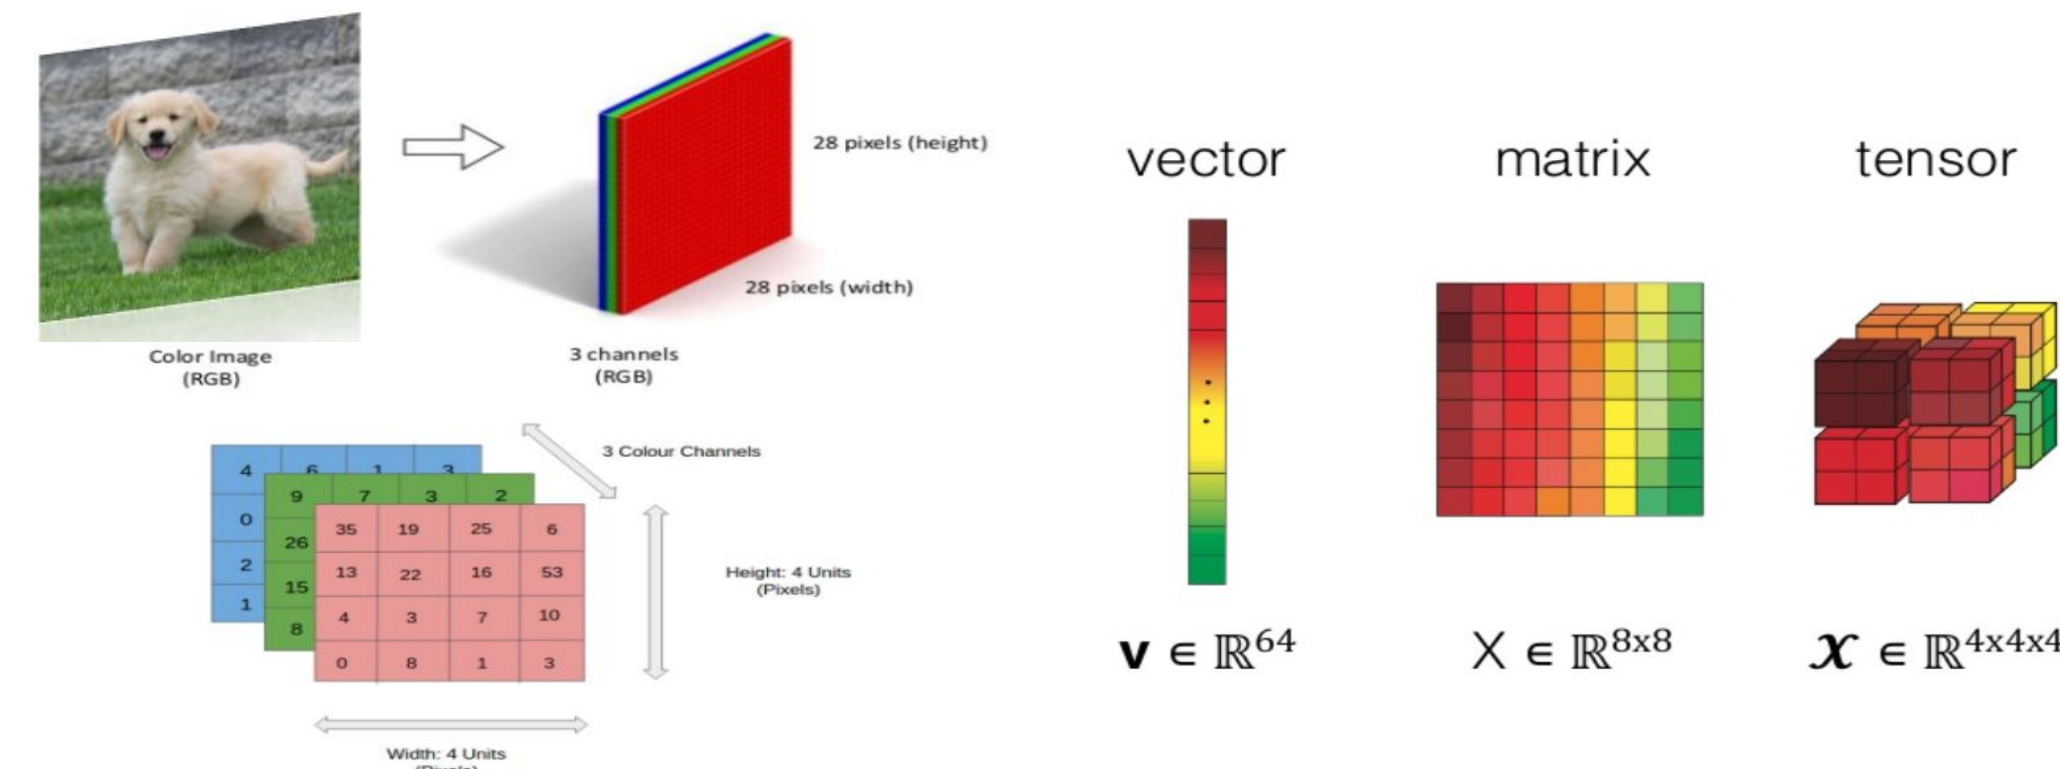 28 pixels (height)
28 pixels (width)
Color Image
(RGB)
3 channels
(RGB)
3 Colour Channels
4 6 1 3
0
2
1
9 7 3 2
26
15
8
35 19 25 6
13 22 16 53
4 3 7 10
0 8 1 3
Height: 4 Units
(Pixels)
Width: 4 Units
(Pixels)
vector
matrix
tensor
v ∈ ℝ⁶⁴
X ∈ ℝ⁸ˣ⁸
𝒳 ∈ ℝ⁴ˣ⁴ˣ⁴